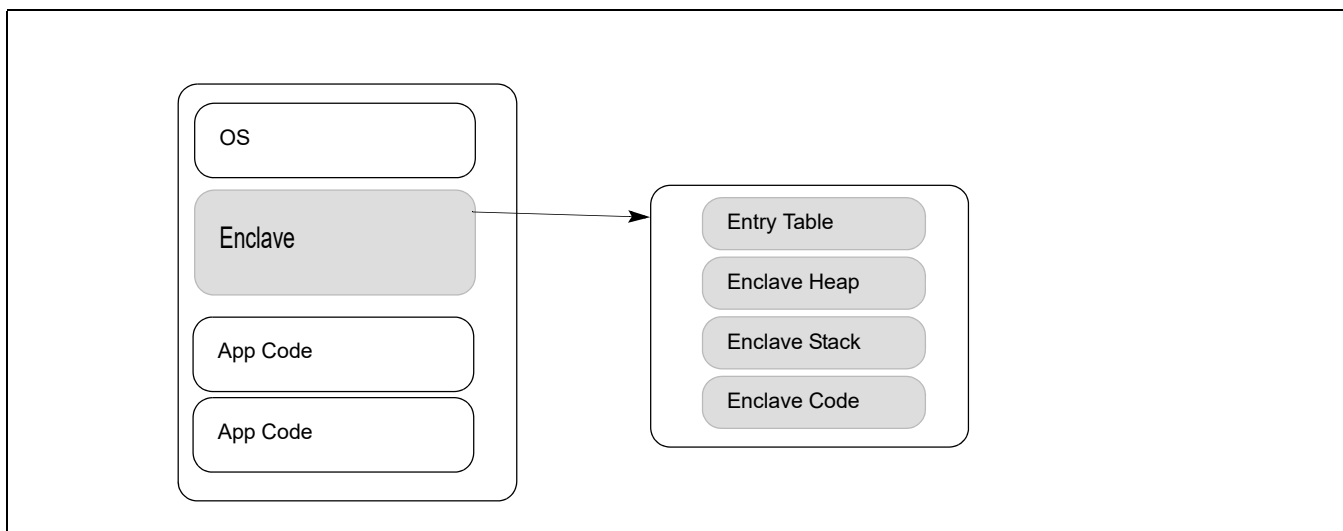 OS
Enclave
App Code
App Code
Entry Table
Enclave Heap
Enclave Stack
Enclave Code